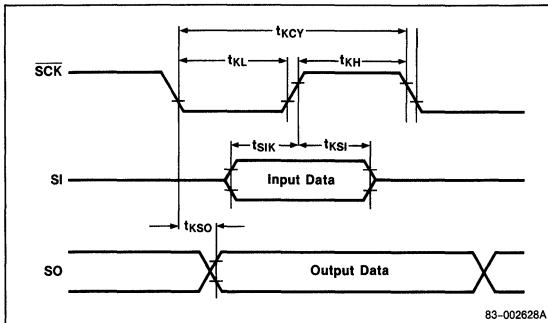 tKCY
tKL
tKH
SCK
tSIK
tKSI
SI
Input Data
tKSO
SO
Output Data
83-002628A